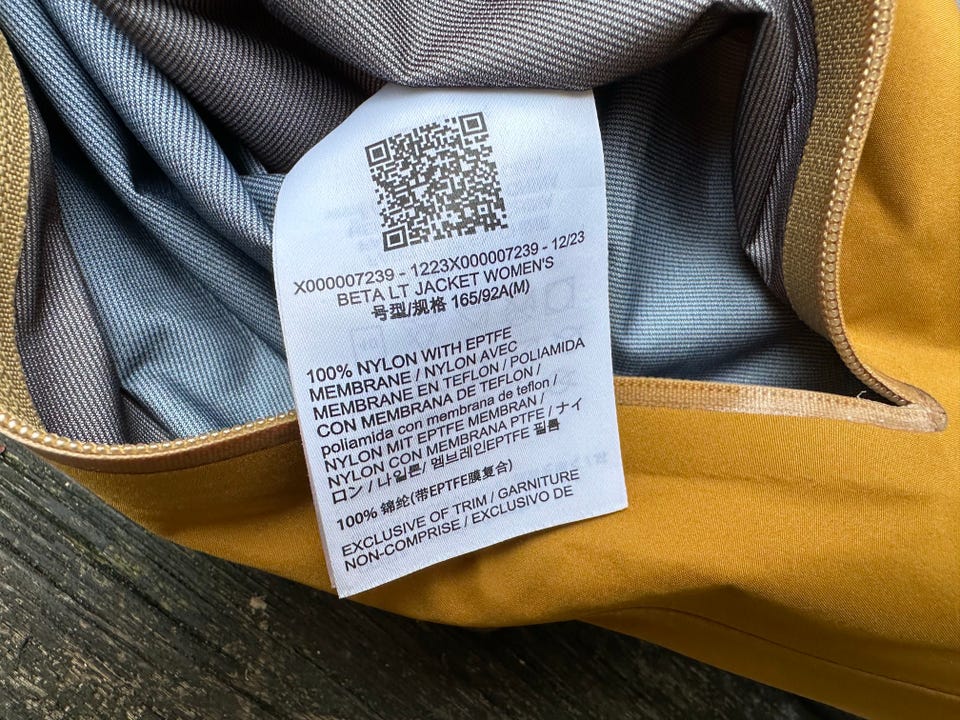 X000007239 - 1223X000007239 - 12/23
BETA LT JACKET WOMEN'S
号型/规格 165/92A(M)
100% NYLON WITH EPTFE
MEMBRANE / NYLON AVEC
MEMBRANE EN TEFLON / POLIAMIDA
CON MEMBRANA DE TEFLON /
poliamida con membrana de teflon /
NYLON MIT EPTFE MEMBRAN /
NYLON CON MEMBRANA PTFE / ナイ
ロン / 나일론/ 멤브레인EPTFE 필름
100% 锦纶(带EPTFE膜复合)
EXCLUSIVE OF TRIM / GARNITURE
NON-COMPRISE / EXCLUSIVO DE